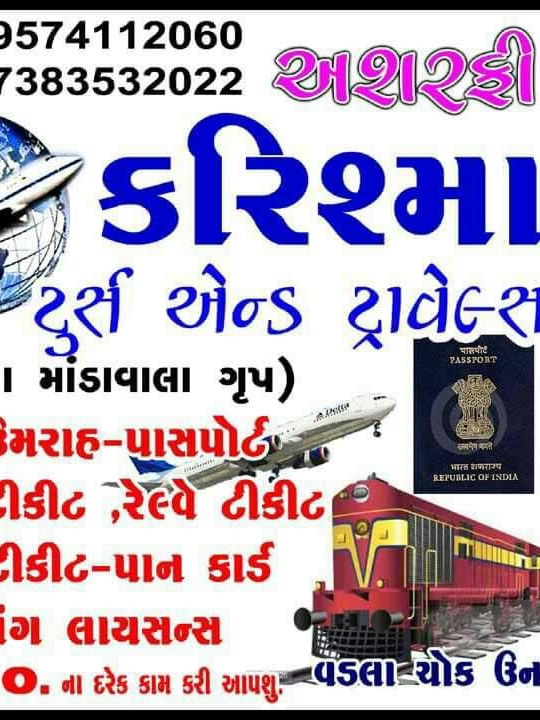 9574112060
7383532022
અશરફી
કરિશ્મા
ટુર્સ એન્ડ ટ્રાવેલ્સ
માંડાવાલા ગૃપ)
ઉમરાહ-પાસપોર્ટ
ટીકીટ ,રેલ્વે ટીકીટ
ટીકીટ-પાન કાર્ડ
લાયસન્સ
O. ના દરેક કામ કરી આપશુ.
વડલા ચોક ઉન
Delta
पासपोर्ट
PASSPORT
सत्यमेव जयते
भारत गणराज्य
REPUBLIC OF INDIA